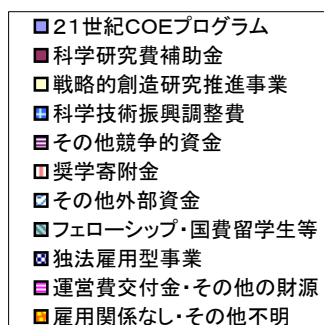 21世紀COEプログラム
科学研究費補助金
戦略的創造研究推進事業
科学技術振興調整費
その他競争的資金
奨学寄附金
その他外部資金
フェローシップ・国費留学生等
独法雇用型事業
運営費交付金・その他の財源
雇用関係なし・その他不明